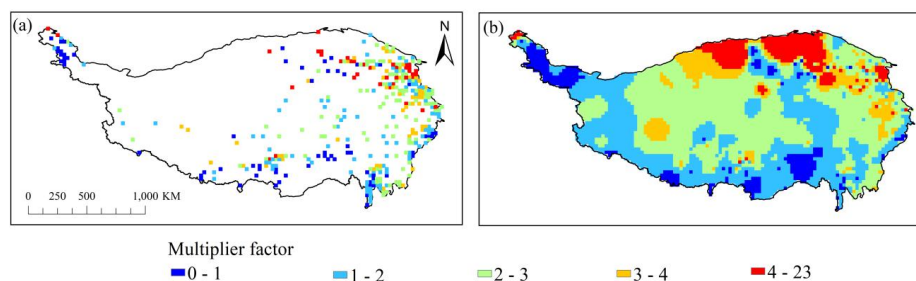 (a)
N
0 250 500 1,000 KM
(b)
Multiplier factor
0 - 1 1 - 2 2 - 3 3 - 4 4 - 23